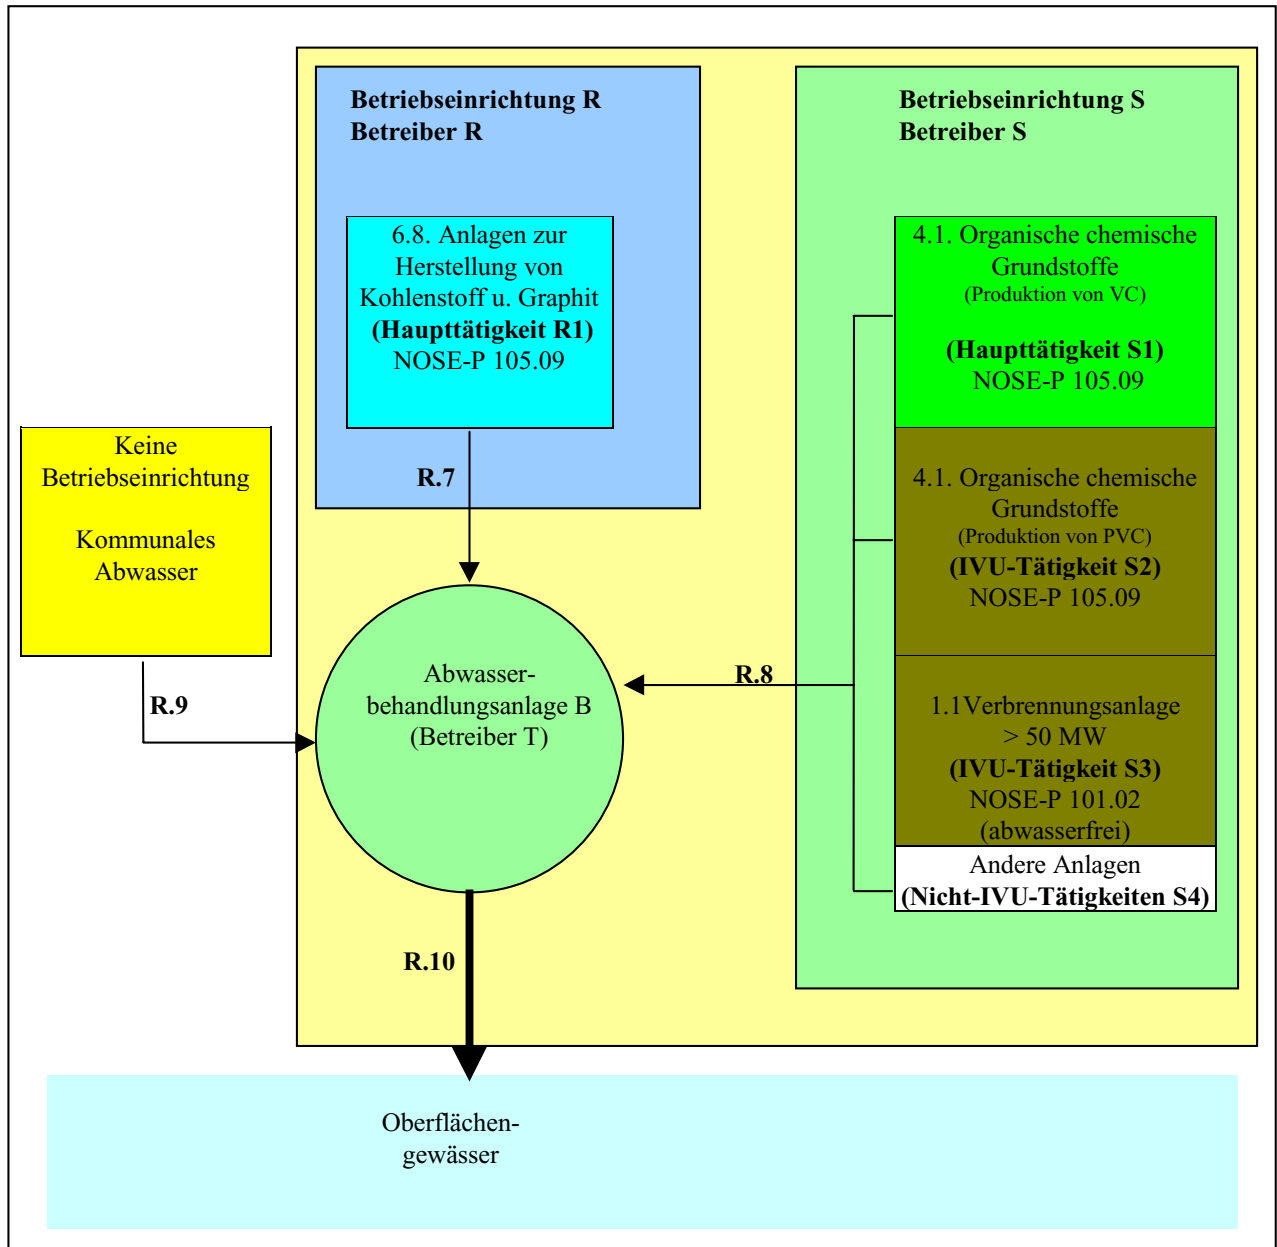 Betriebseinrichtung R
Betreiber R
6.8. Anlagen zur
Herstellung von
Kohlenstoff u. Graphit
(Haupttätigkeit R1)
NOSE-P 105.09
R.7
Betriebseinrichtung S
Betreiber S
4.1. Organische chemische
Grundstoffe
(Produktion von VC)
(Haupttätigkeit S1)
NOSE-P 105.09
4.1. Organische chemische
Grundstoffe
(Produktion von PVC)
(IVU-Tätigkeit S2)
NOSE-P 105.09
1.1Verbrennungsanlage
> 50 MW
(IVU-Tätigkeit S3)
NOSE-P 101.02
(abwasserfrei)
Andere Anlagen
(Nicht-IVU-Tätigkeiten S4)
R.8
Keine
Betriebseinrichtung
Kommunales
Abwasser
R.9
Abwasser-
behandlungsanlage B
(Betreiber T)
R.10
Oberflächen-
gewässer